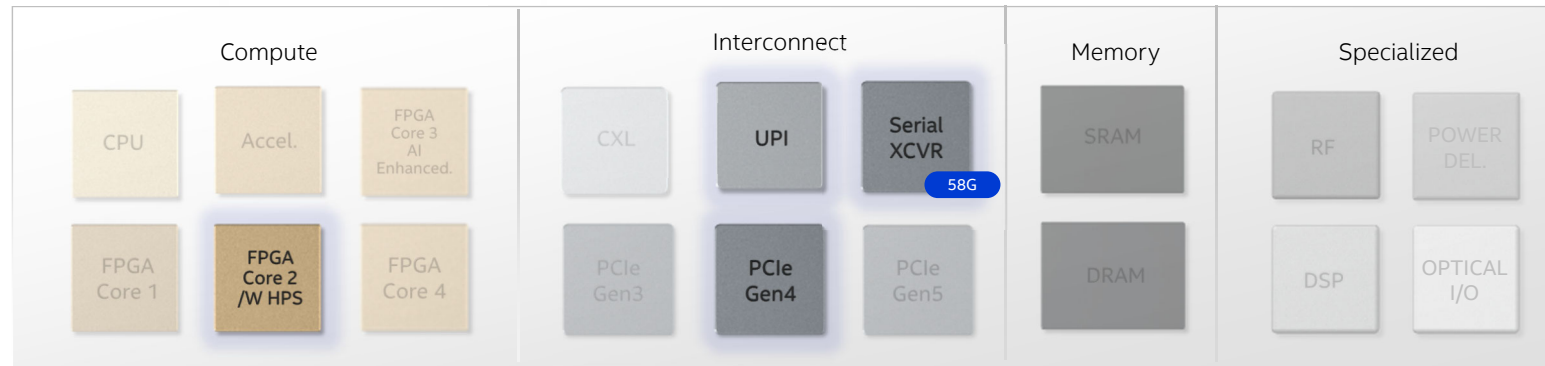 Compute
CPU
Accel.
FPGA
Core 3
AI
Enhanced.
FPGA
Core 1
FPGA
Core 2
/W HPS
FPGA
Core 4
Interconnect
CXL
UPI
Serial
XCVR
58G
PCIe
Gen3
PCIe
Gen4
PCIe
Gen5
Memory
SRAM
DRAM
Specialized
RF
POWER
DEL.
DSP
OPTICAL
I/O